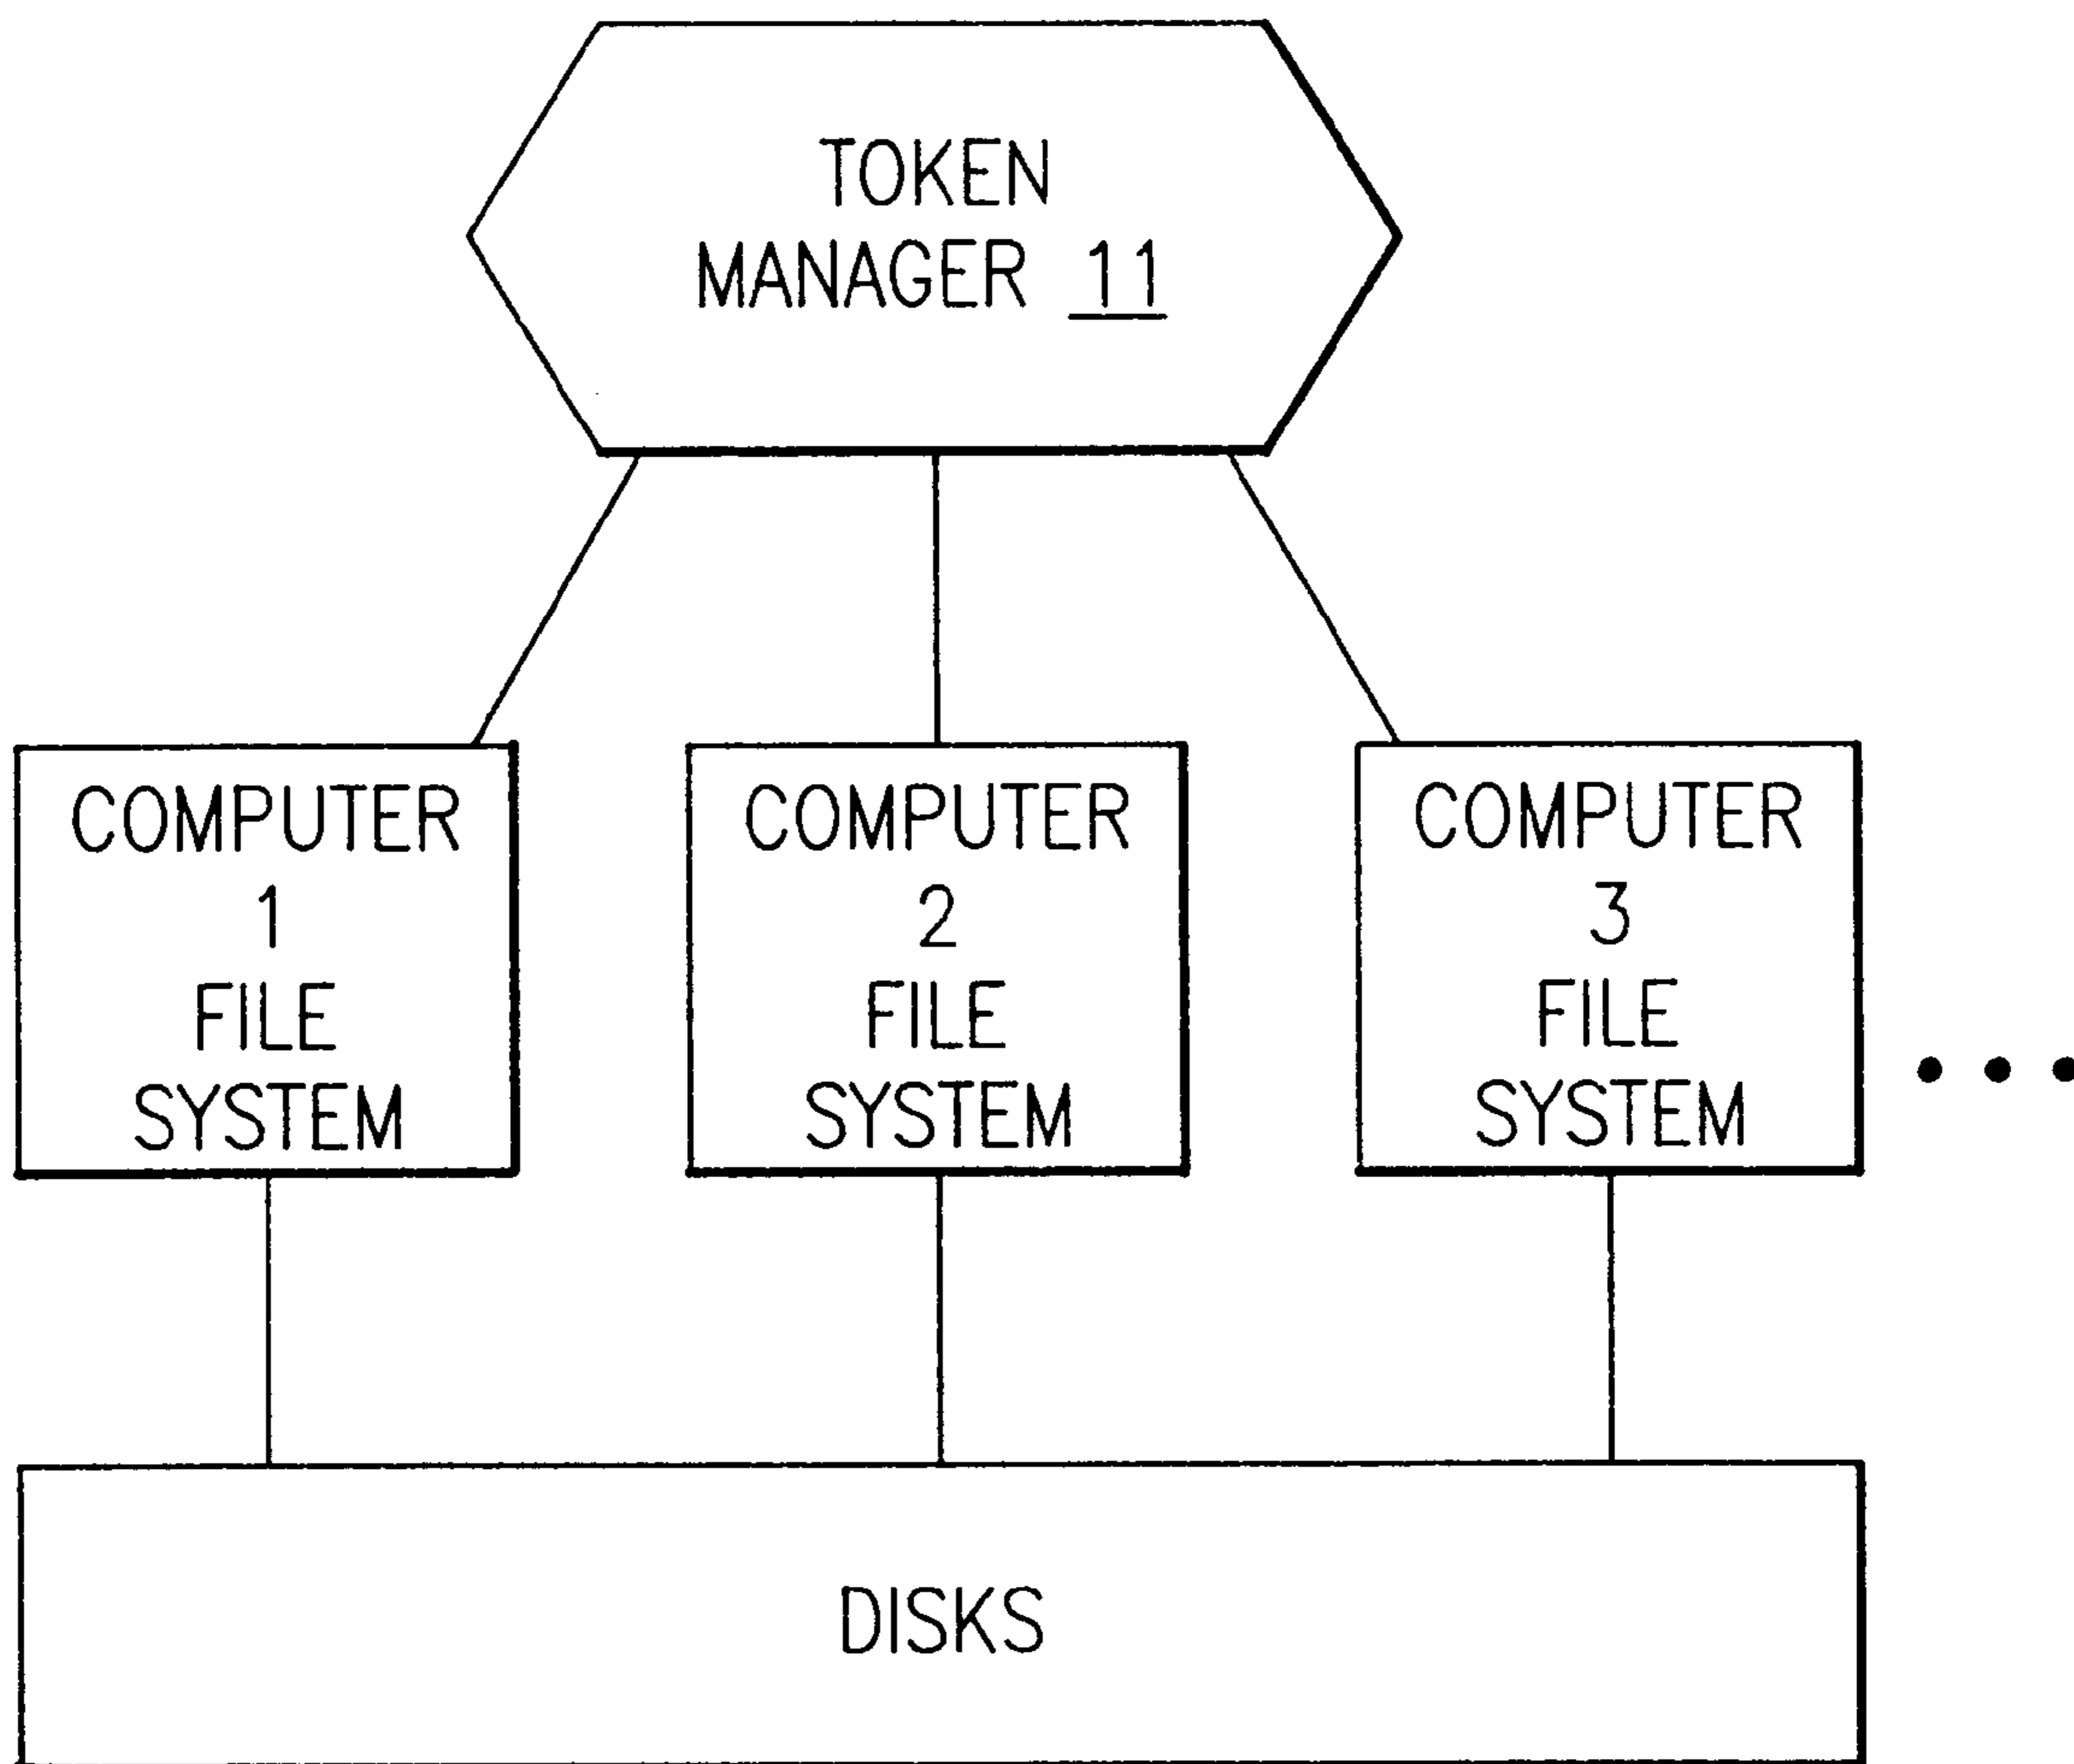 TOKEN
MANAGER 11
COMPUTER
1
FILE
SYSTEM
COMPUTER
2
FILE
SYSTEM
COMPUTER
3
FILE
SYSTEM
• • •
DISKS